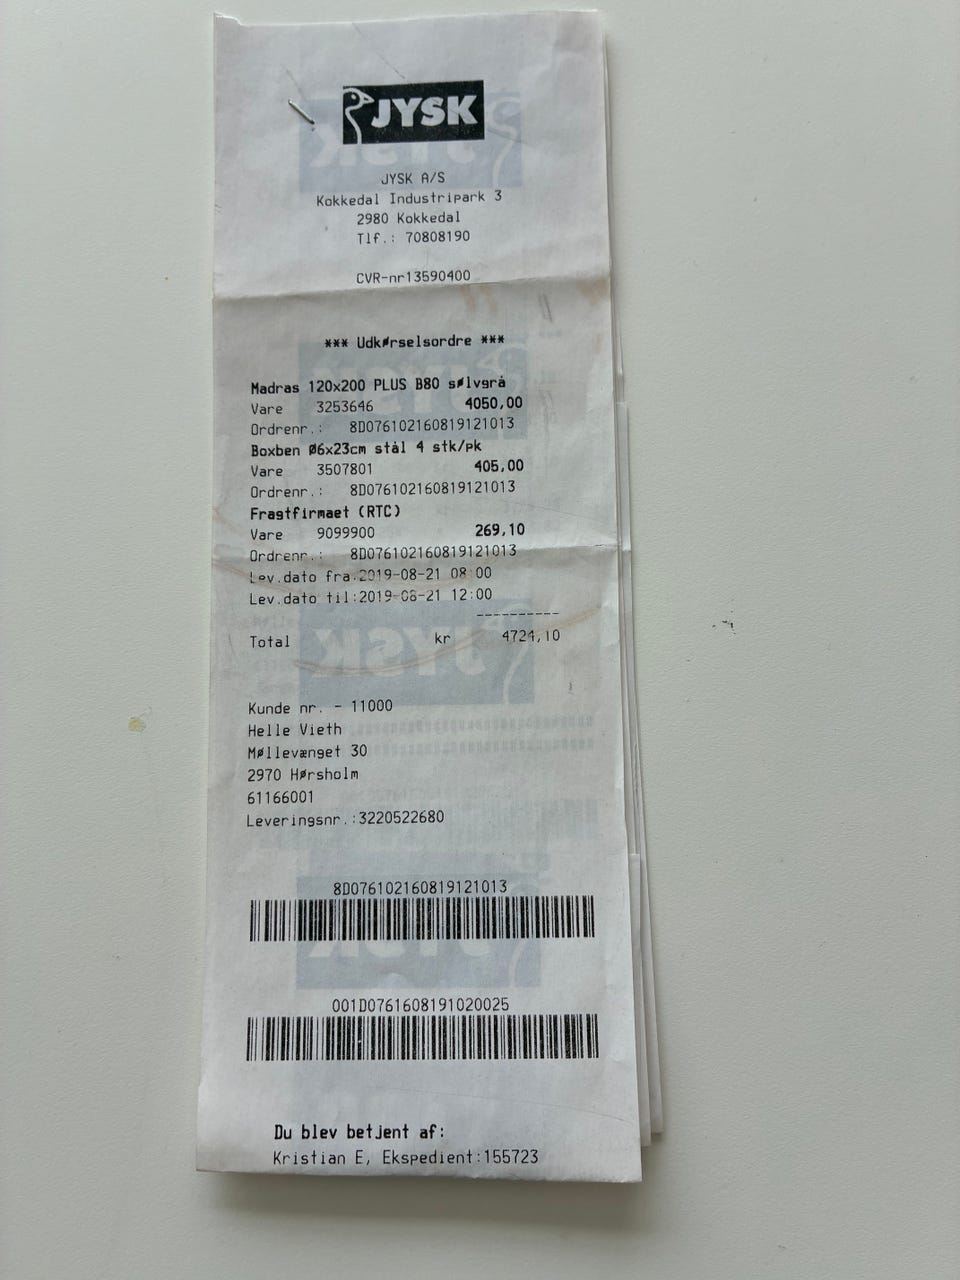 JYSK
JYSK A/S
Kokkedal Industripark 3
2980 Kokkedal
Tlf.: 70808190
CVR-nr13590400
*** Udkørselsordre ***
Madras 120x200 PLUS B80 sølvgrå
Vare 3253646 4050,00
Ordrenr.: 8D076102160819121013
Boxben Ø6x23cm stål 4 stk/pk
Vare 3507801 405,00
Ordrenr.: 8D076102160819121013
Fragtfirmaet (RTC)
Vare 9099900 269,10
Ordrenr.: 8D076102160819121013
Lev.dato fra:2019-08-21 08:00
Lev.dato til:2019-08-21 12:00
----------
Total kr 4724,10
Kunde nr. - 11000
Helle Vieth
Møllevænget 30
2970 Hørsholm
61166001
Leveringsnr.:3220522680
8D076102160819121013
001D0761608191020025
Du blev betjent af:
Kristian E, Ekspedient:155723